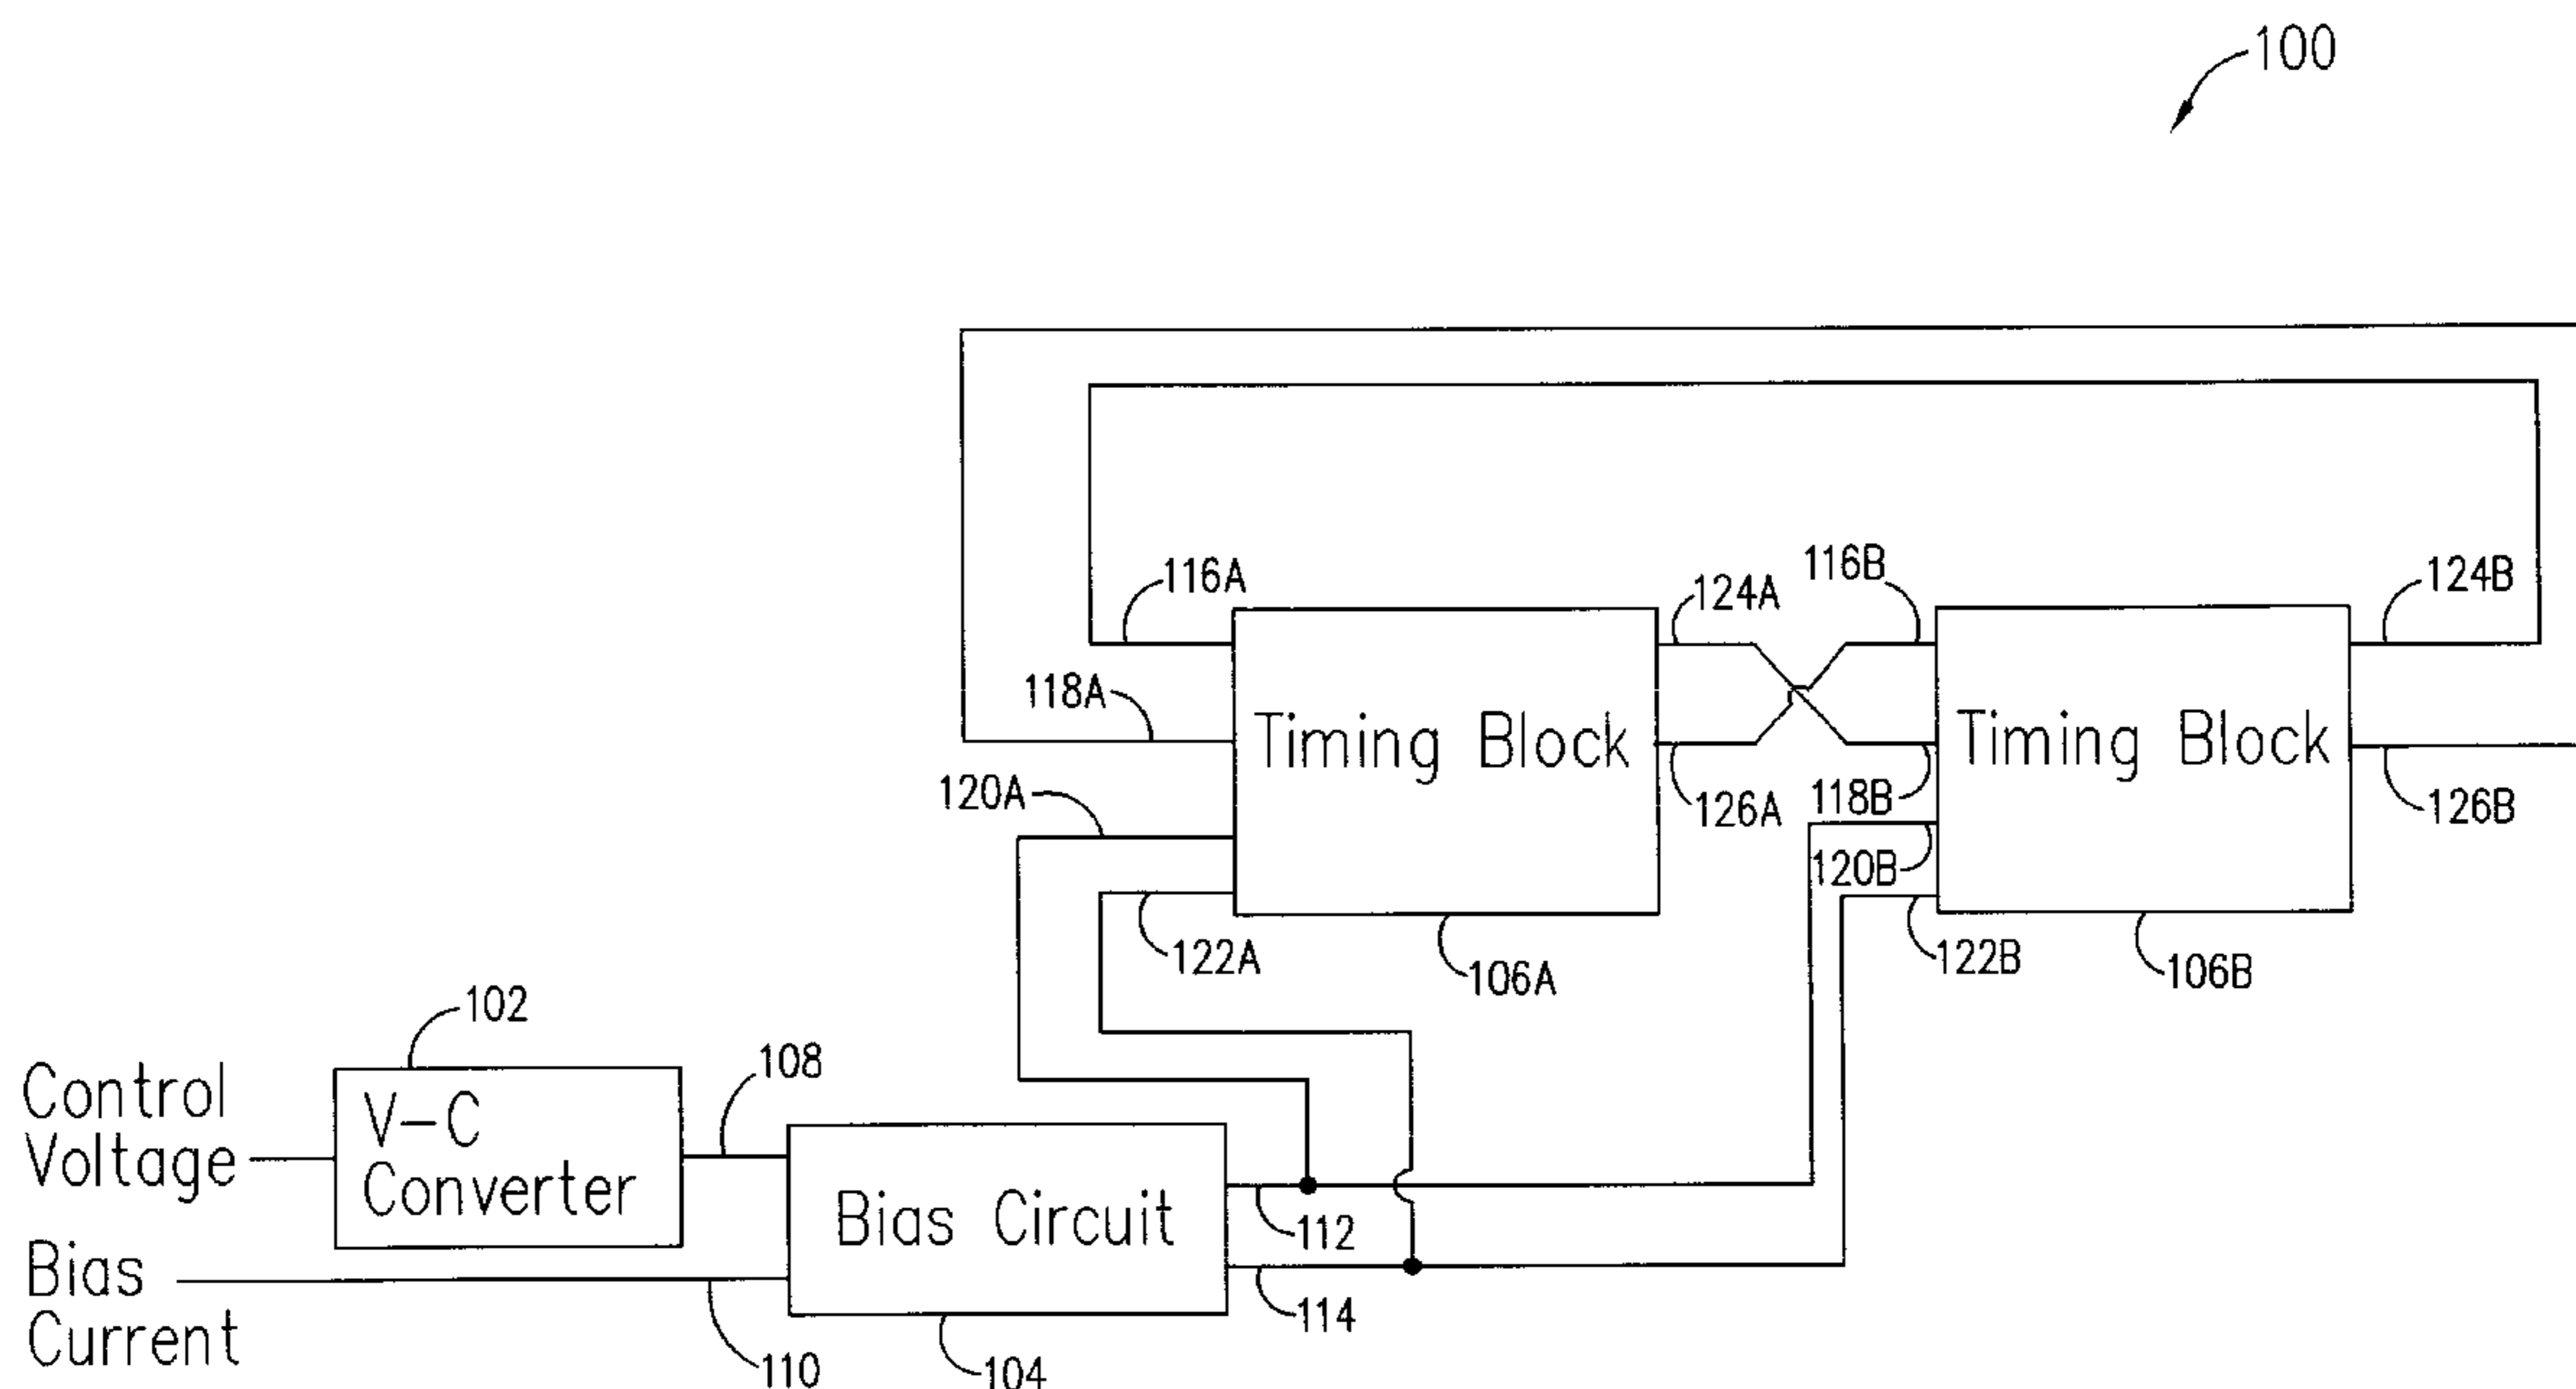 100
116A
124A
116B
124B
118A
Timing Block
Timing Block
120A
126A
118B
126B
120B
122A
106A
122B
106B
102
108
Control
Voltage
V-C
Converter
Bias Circuit
112
Bias
Current
114
110
104